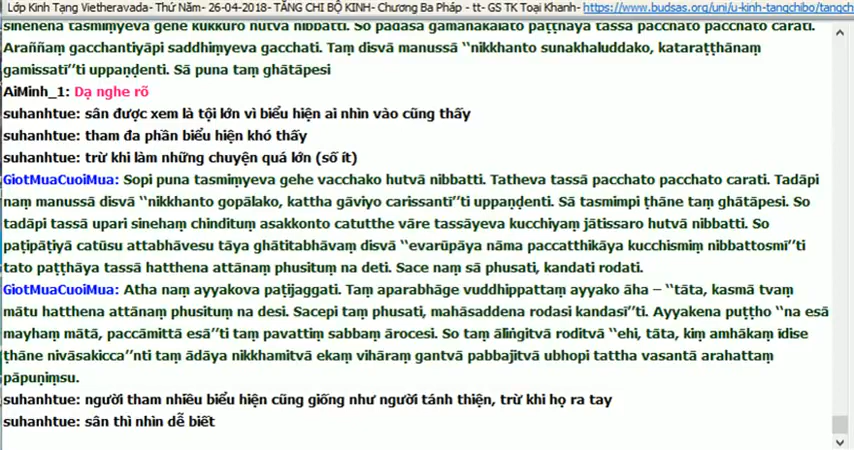 Lớp Kinh Tạng Vietheravada- Thứ Năm- 26-04-2018- TĂNG CHI BỘ KINH- Chương Ba Pháp - tt- GS TK Toại Khanh- https://www.budsas.org/uni/u-kinh-tangchibo/tangch
sinehena tasmiṃyeva gehe kukkuro hutvā nibbatti. So padasā gamanakālato paṭṭhāya tassā pacchato pacchato carati.
Araññaṃ gacchantiyāpi saddhiṃyeva gacchati. Taṃ disvā manussā ‘‘nikkhanto sunakhaluddako, kataraṭṭhānaṃ
gamissatī’’ti uppaṇḍenti. Sā puna taṃ ghātāpesi
AiMinh_1: Dạ nghe rõ
suhanhtue: sân được xem là tội lớn vì biểu hiện ai nhìn vào cũng thấy
suhanhtue: tham đa phần biểu hiện khó thấy
suhanhtue: trừ khi làm những chuyện quá lớn (số ít)
GiotMuaCuoiMua: Sopi puna tasmiṃyeva gehe vacchako hutvā nibbatti. Tatheva tassā pacchato pacchato carati. Tadāpi
naṃ manussā disvā ‘‘nikkhanto gopālako, kattha gāviyo carissantī’’ti uppaṇḍenti. Sā tasmimpi ṭhāne taṃ ghātāpesi. So
tadāpi tassā upari sinehaṃ chindituṃ asakkonto catutthe vāre tassāyeva kucchiyaṃ jātissaro hutvā nibbatti. So
paṭipāṭiyā catūsu attabhāvesu tāya ghātitabhāvaṃ disvā ‘‘evarūpāya nāma paccatthikāya kucchismiṃ nibbattosmī’’ti
tato paṭṭhāya tassā hatthena attānaṃ phusituṃ na deti. Sace naṃ sā phusati, kandati rodati.
GiotMuaCuoiMua: Atha naṃ ayyakova paṭijaggati. Taṃ aparabhāge vuddhippattaṃ ayyako āha – ‘‘tāta, kasmā tvaṃ
mātu hatthena attānaṃ phusituṃ na desi. Sacepi taṃ phusati, mahāsaddena rodasi kandasī’’ti. Ayyakena puṭṭho ‘‘na esā
mayhaṃ mātā, paccāmittā esā’’ti taṃ pavattiṃ sabbaṃ ārocesi. So taṃ āliṅgitvā roditvā ‘‘ehi, tāta, kiṃ amhākaṃ īdise
ṭhāne nivāsakicca’’nti taṃ ādāya nikkhamitvā ekaṃ vihāraṃ gantvā pabbajitvā ubhopi tattha vasantā arahattaṃ
pāpuṇiṃsu.
suhanhtue: người tham nhiều biểu hiện cũng giống như người tánh thiện, trừ khi họ ra tay
suhanhtue: sân thì nhìn dễ biết